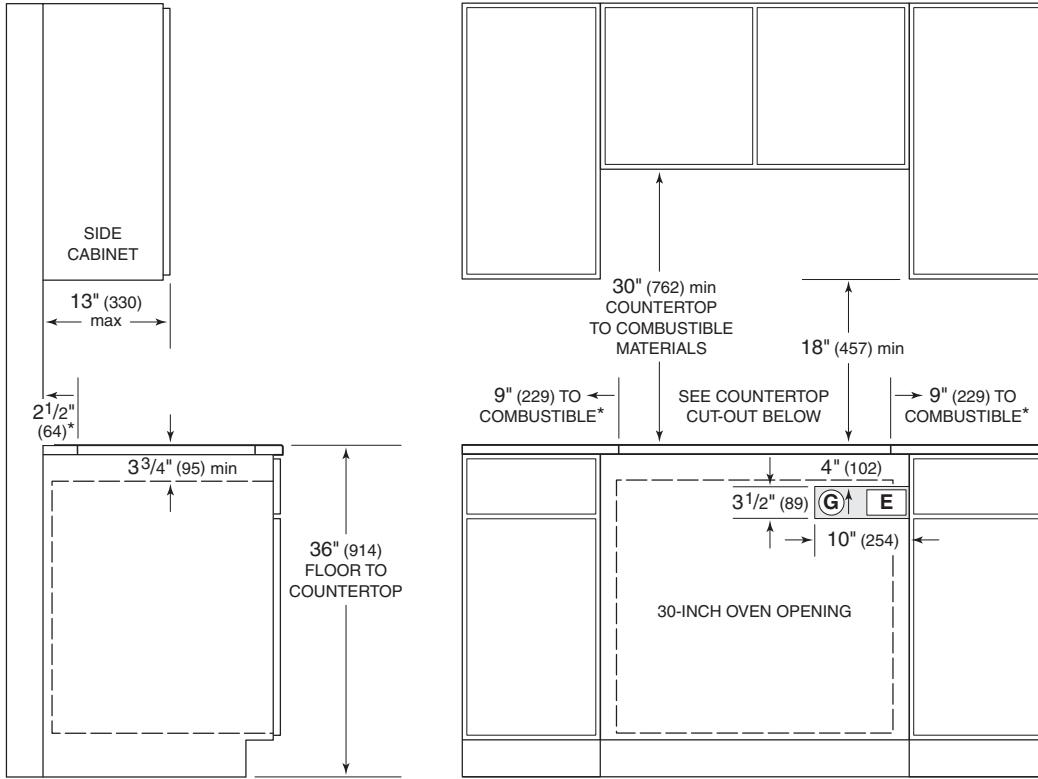 SIDE
CABINET
13" (330)
max
2 1/2"
(64)*
3 3/4" (95) min
36" (914)
FLOOR TO
COUNTERTOP
30" (762) min
COUNTERTOP
TO COMBUSTIBLE
MATERIALS
18" (457) min
9" (229) TO
COMBUSTIBLE*
SEE COUNTERTOP
CUT-OUT BELOW
9" (229) TO
COMBUSTIBLE*
4" (102)
3 1/2" (89)
G
E
10" (254)
30-INCH OVEN OPENING